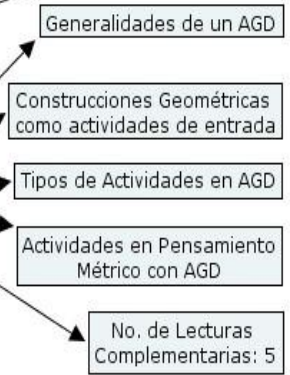 Generalidades de un AGD
Construcciones Geométricas
como actividades de entrada
Tipos de Actividades en AGD
Actividades en Pensamiento
Métrico con AGD
No. de Lecturas
Complementarias: 5